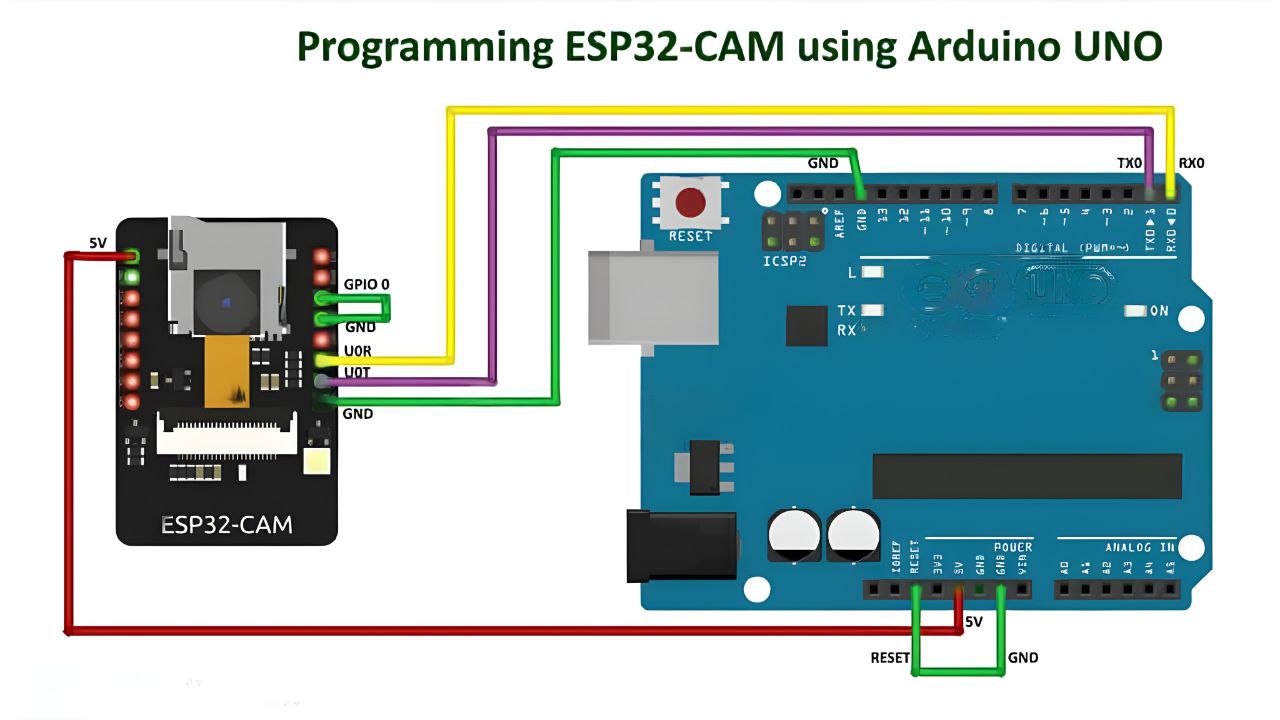 Programming ESP32-CAM using Arduino UNO
GND
TX0
RX0
5V
GPIO 0
GND
U0R
U0T
GND
ESP32-CAM
RESET
ICSP2
AREF
GND
13
12
~11
~10
~9
8
7
~6
~5
4
~3
2
TX0▶1
RX0◀0
DIGITAL (PWM~)
L
TX
RX
UNO
ON
1
POWER
ANALOG IN
IOREF
RESET
3V3
5V
GND
GND
VIN
A0
A1
A2
A3
A4
A5
5V
RESET
GND